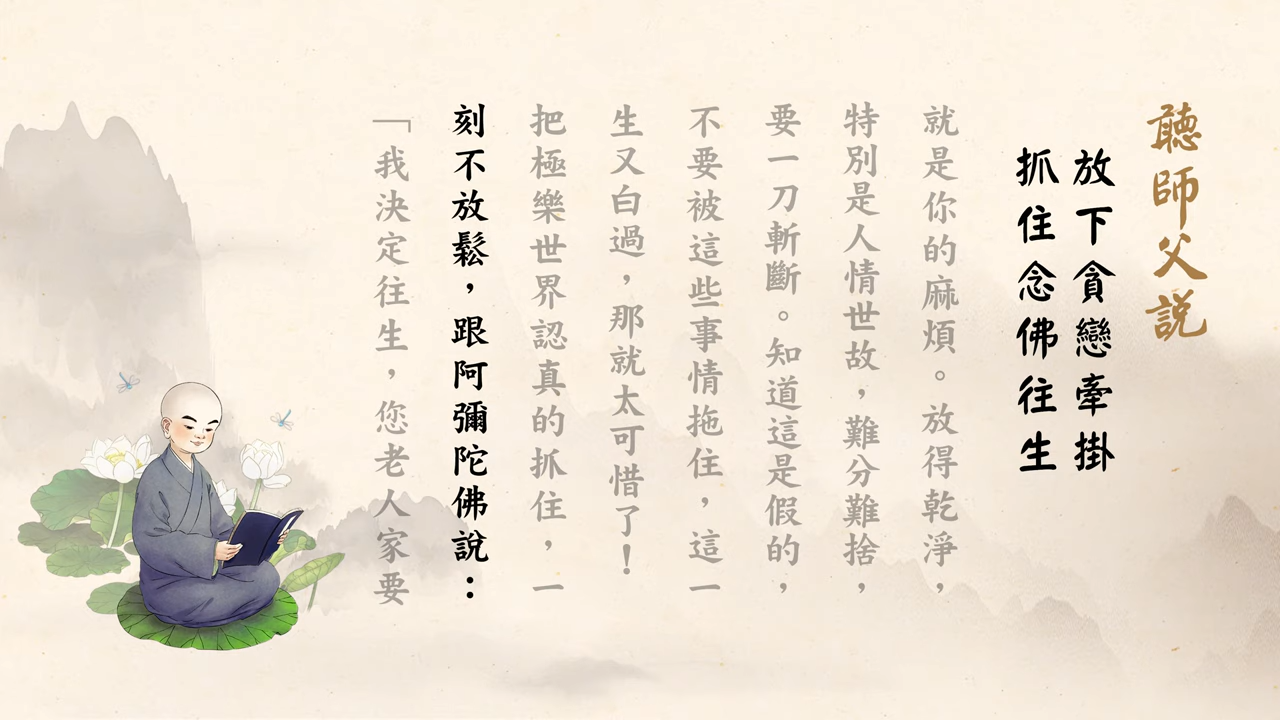 聽師父說
放下貪戀牽掛
抓住念佛往生
就是你的麻煩。放得乾淨，
特別是人情世故，難分難捨，
要一刀斬斷。知道這是假的，
不要被這些事情拖住，這一
生又白過，那就太可惜了！
把極樂世界認真的抓住，一
刻不放鬆，跟阿彌陀佛說：
「我決定往生，您老人家要